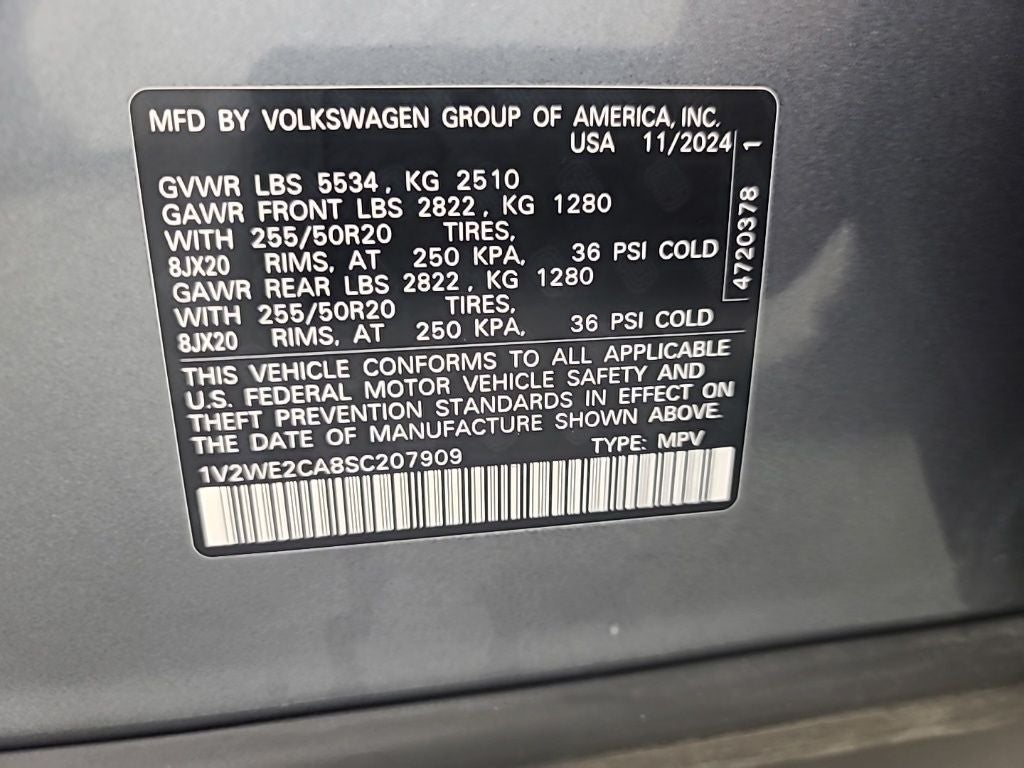 MFD BY VOLKSWAGEN GROUP OF AMERICA, INC.
USA 11/2024
GVWR LBS 5534, KG 2510
GAWR FRONT LBS 2822, KG 1280
WITH 255/50R20 TIRES,
8JX20 RIMS, AT 250 KPA, 36 PSI COLD
GAWR REAR LBS 2822, KG 1280
WITH 255/50R20 TIRES,
8JX20 RIMS, AT 250 KPA, 36 PSI COLD
4720378 1
THIS VEHICLE CONFORMS TO ALL APPLICABLE
U.S. FEDERAL MOTOR VEHICLE SAFETY AND
THEFT PREVENTION STANDARDS IN EFFECT ON
THE DATE OF MANUFACTURE SHOWN ABOVE.
1V2WE2CA8SC207909 TYPE: MPV